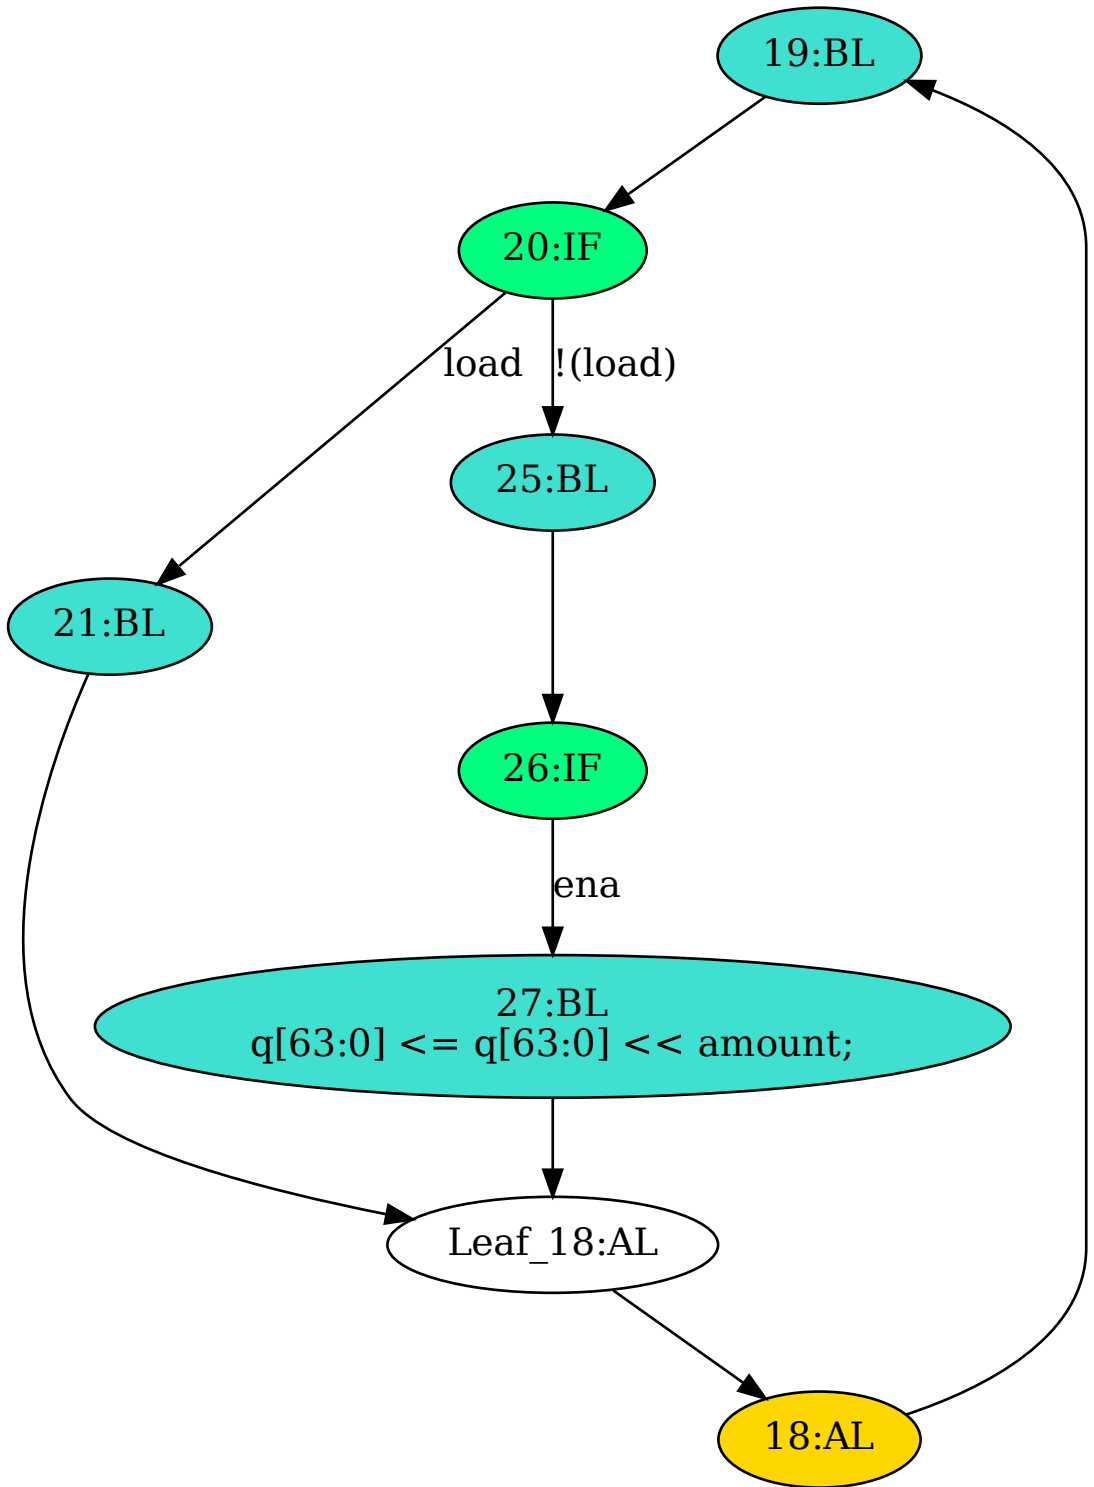 19:BL
20:IF
load
!(load)
25:BL
21:BL
26:IF
ena
27:BL
q[63:0] <= q[63:0] << amount;
Leaf_18:AL
18:AL